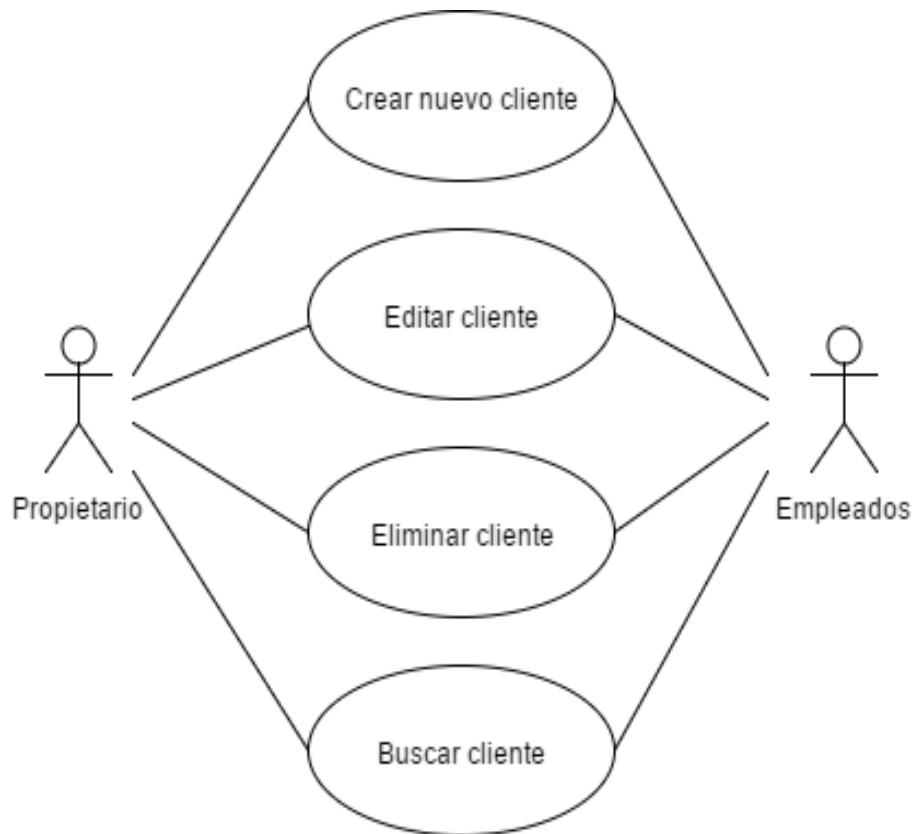 Crear nuevo cliente
Editar cliente
Propietario
Empleados
Eliminar cliente
Buscar cliente